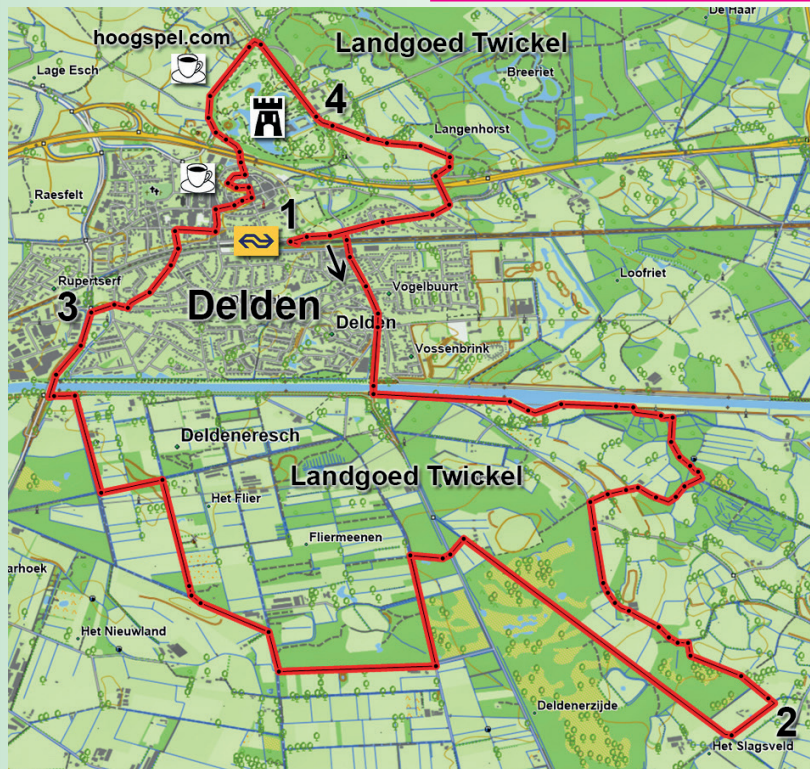 De Haar
hoogspel.com
Landgoed Twickel
Lage Esch
Breeriet
4
Langenhorst
Raesfelt
1
Rupertserf
Loofriet
Vogelbuurt
3
Delden
Delden
Vossenbrink
Deldeneresch
Landgoed Twickel
Het Flier
Fliermeenen
arhoek
Het Nieuwland
Deldenerzijde
2
Het Slagsveld